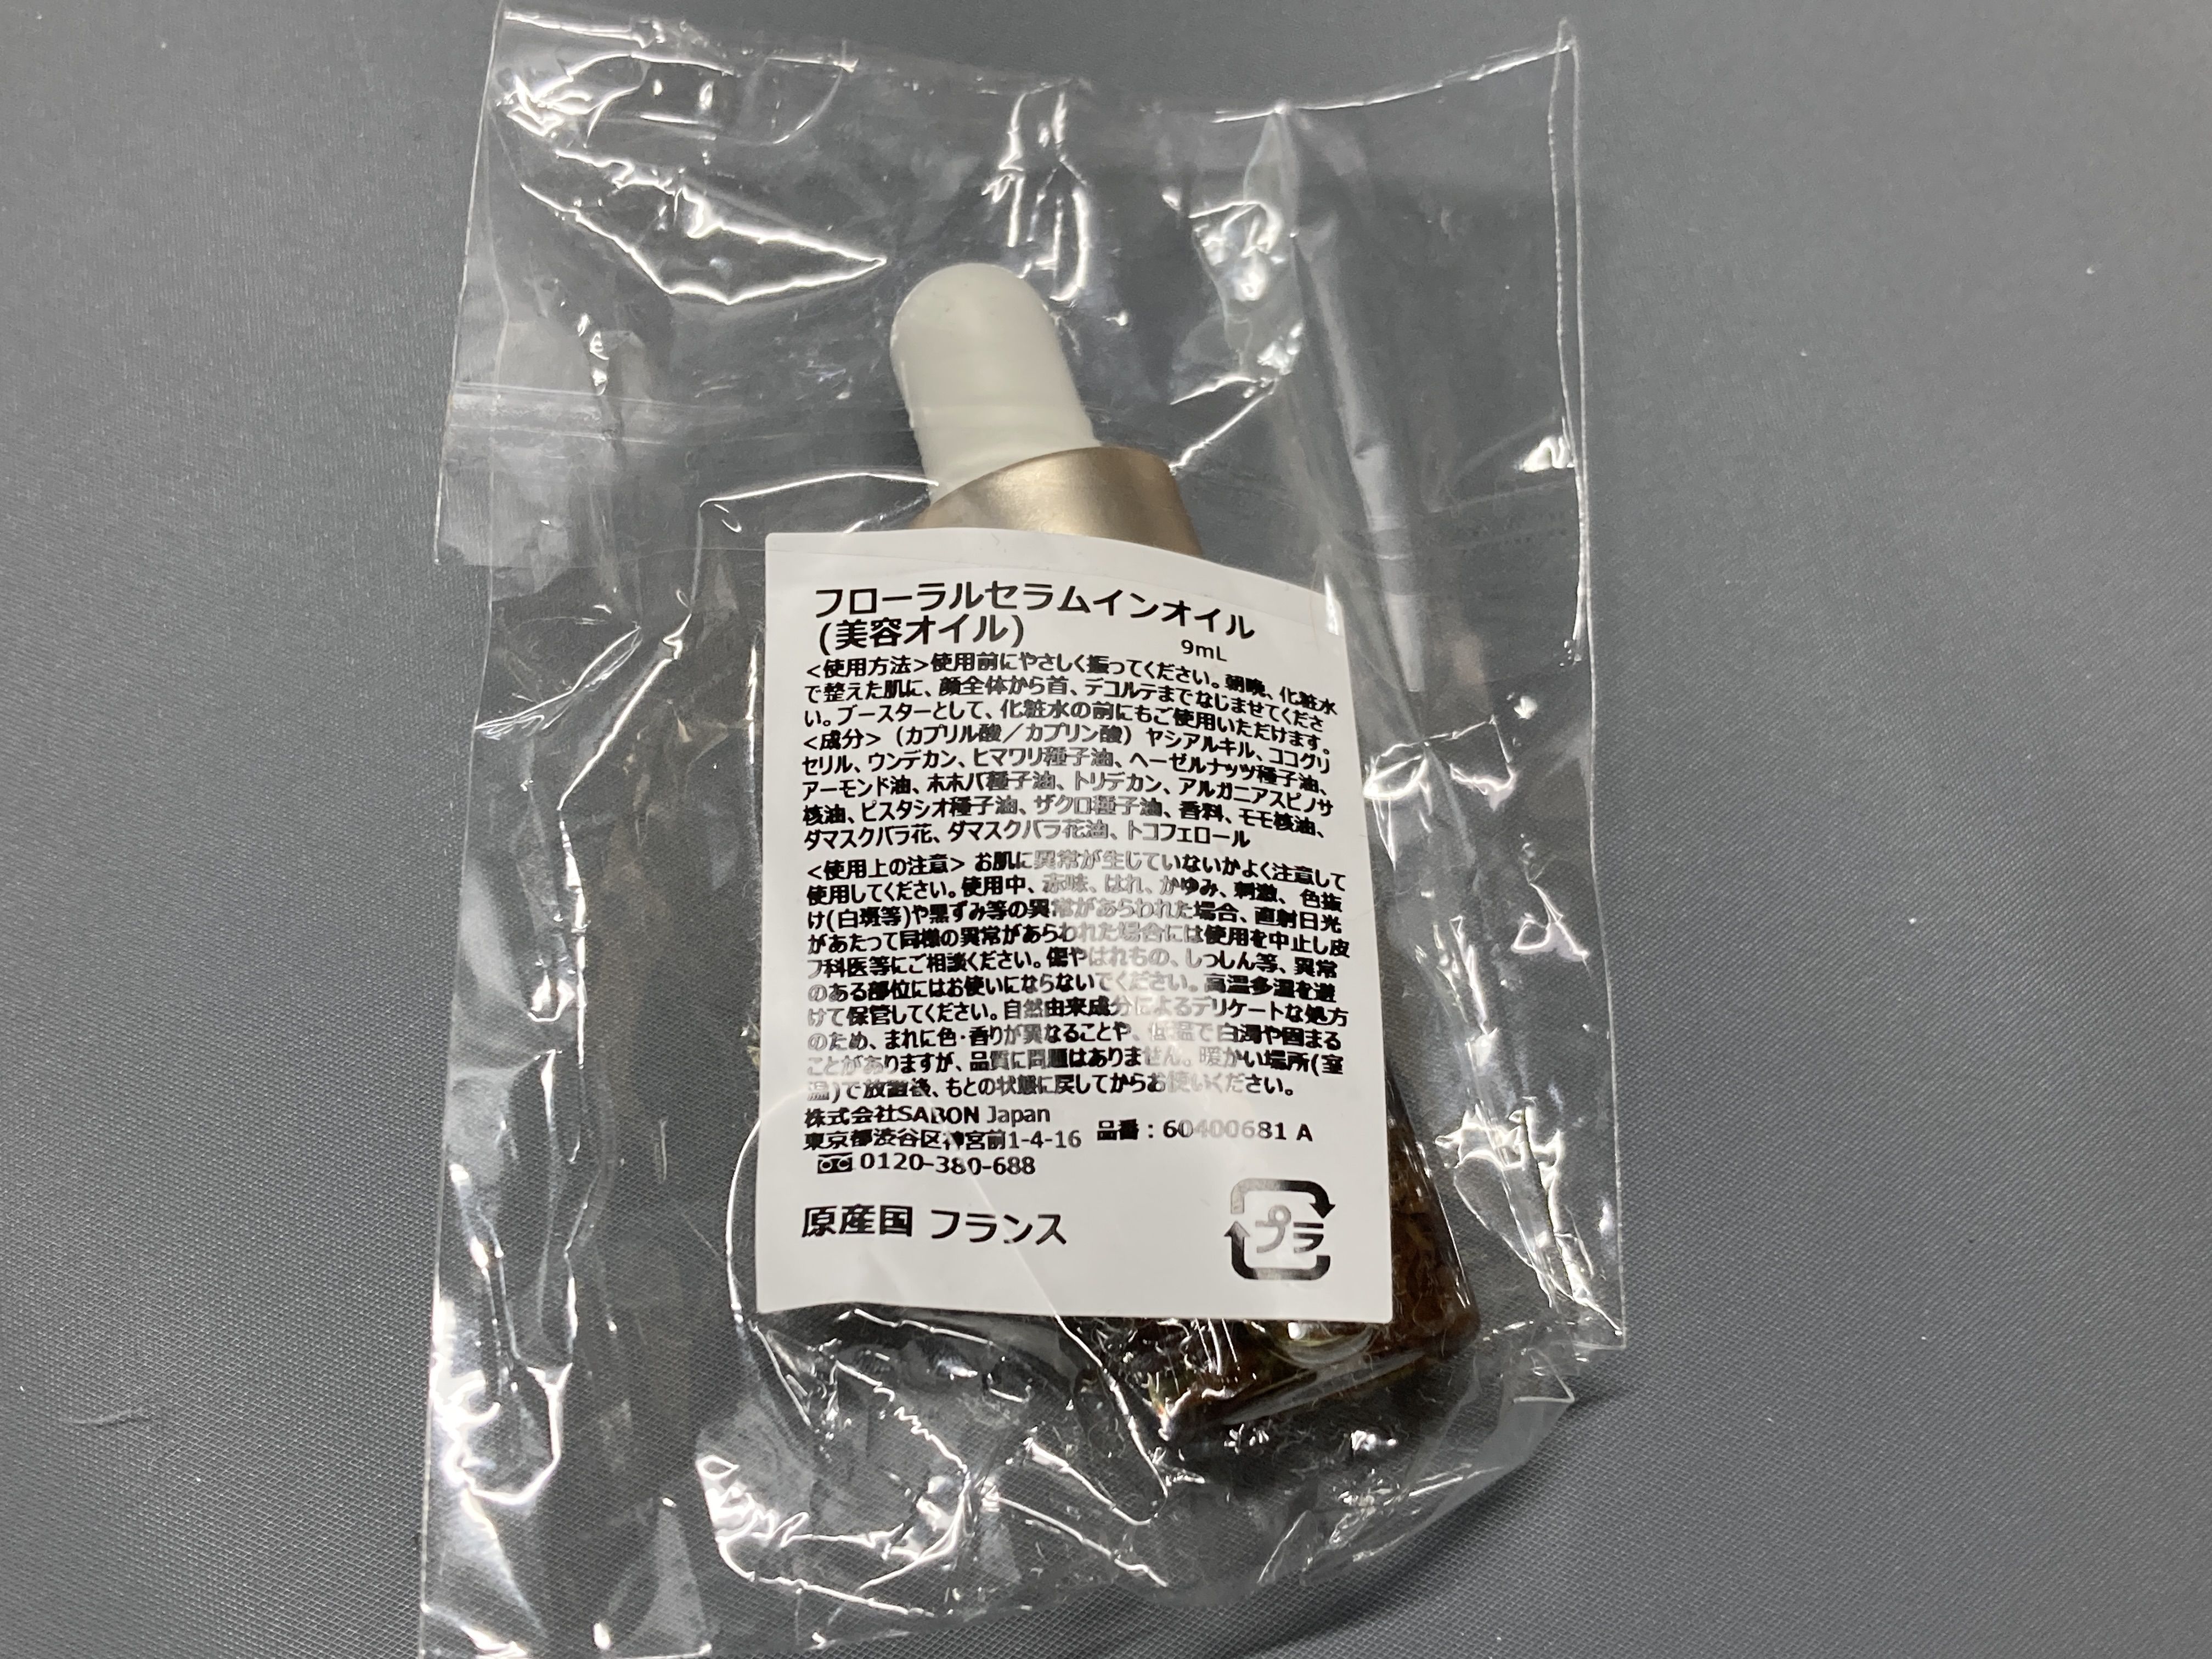 フローラルセラムインオイル
(美容オイル)
9mL
<使用方法>使用前にやさしく振ってください。朝晩、化粧水
で整えた肌に、顔全体から首、デコルテまでなじませてくださ
い。ブースターとして、化粧水の前にもご使用いただけます。
<成分>（カプリル酸／カプリン酸）ヤシアルキル、ココグリ
セリル、ウンデカン、ヒマワリ種子油、ヘーゼルナッツ種子油、
アーモンド油、ホホバ種子油、トリデカン、アルガニアスピノサ
核油、ピスタシオ種子油、ザクロ種子油、香料、モモ核油、
ダマスクバラ花、ダマスクバラ花油、トコフェロール
<使用上の注意> お肌に異常が生じていないかよく注意して
使用してください。使用中、赤味、はれ、かゆみ、刺激、色抜
け(白斑等)や黒ずみ等の異常があらわれた場合、直射日光
があたって同様の異常があらわれた場合には使用を中止し皮
フ科医等にご相談ください。傷やはれもの、しっしん等、異常
のある部位にはお使いにならないでください。高温多湿を避
けて保管してください。自然由来成分によるデリケートな処方
のため、まれに色・香りが異なることや、低温で白濁や固まる
ことがありますが、品質に問題はありません。暖かい場所(室
温)で放置後、もとの状態に戻してからお使いください。
株式会社SABON Japan
東京都渋谷区神宮前1-4-16 品番：60400681 A
0120-380-688
原産国 フランス
プラ